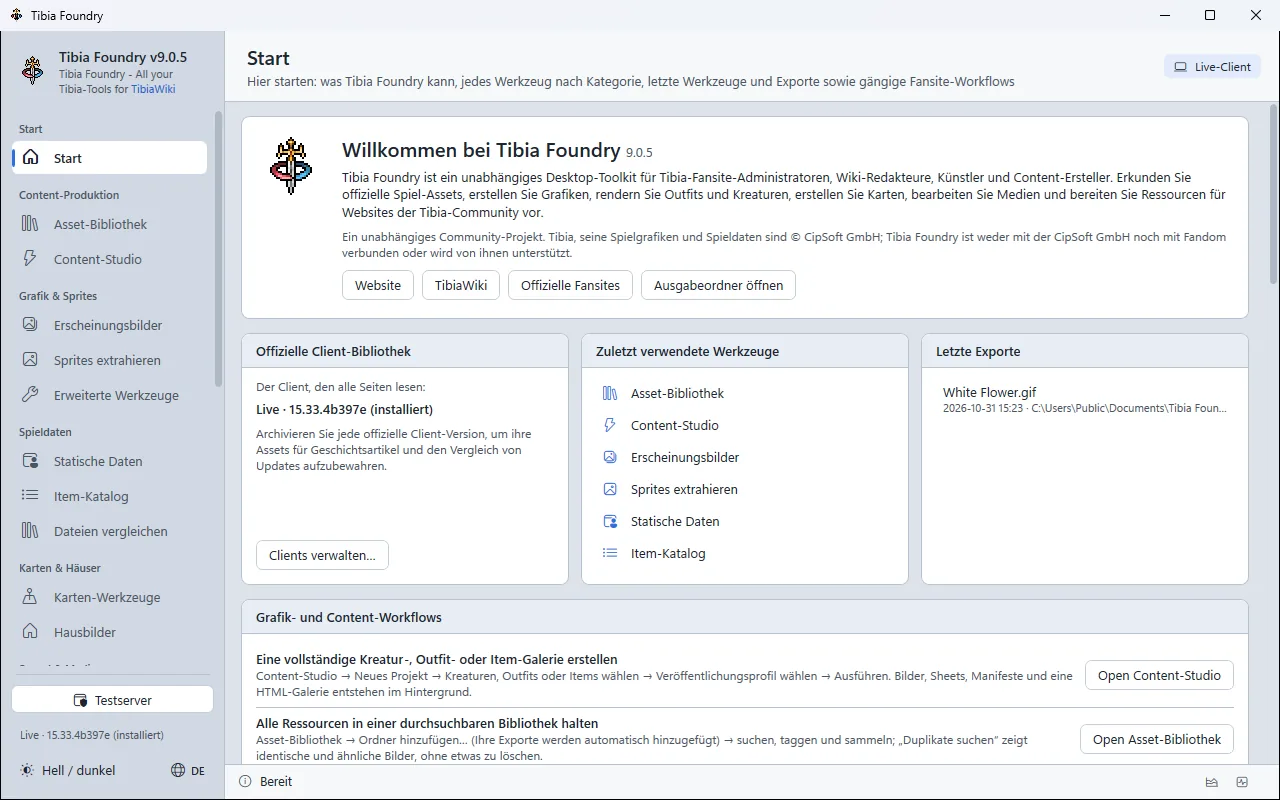 Tibia Foundry
Tibia Foundry v9.0.5
Tibia Foundry - All your
Tibia-Tools for TibiaWiki
Start
Start
Content-Produktion
Asset-Bibliothek
Content-Studio
Grafik & Sprites
Erscheinungsbilder
Sprites extrahieren
Erweiterte Werkzeuge
Spieldaten
Statische Daten
Item-Katalog
Dateien vergleichen
Karten & Häuser
Karten-Werkzeuge
Hausbilder
Testserver
Live · 15.33.4b397e (installiert)
Hell / dunkel
DE
Start
Hier starten: was Tibia Foundry kann, jedes Werkzeug nach Kategorie, letzte Werkzeuge und Exporte sowie gängige Fansite-Workflows
Live-Client
Willkommen bei Tibia Foundry 9.0.5
Tibia Foundry ist ein unabhängiges Desktop-Toolkit für Tibia-Fansite-Administratoren, Wiki-Redakteure, Künstler und Content-Ersteller. Erkunden Sie
offizielle Spiel-Assets, erstellen Sie Grafiken, rendern Sie Outfits und Kreaturen, erstellen Sie Karten, bearbeiten Sie Medien und bereiten Sie Ressourcen für
Websites der Tibia-Community vor.
Ein unabhängiges Community-Projekt. Tibia, seine Spielgrafiken und Spieldaten sind © CipSoft GmbH; Tibia Foundry ist weder mit der CipSoft GmbH noch mit Fandom
verbunden oder wird von ihnen unterstützt.
Website
TibiaWiki
Offizielle Fansites
Ausgabeordner öffnen
Offizielle Client-Bibliothek
Der Client, den alle Seiten lesen:
Live · 15.33.4b397e (installiert)
Archivieren Sie jede offizielle Client-Version, um ihre
Assets für Geschichtsartikel und den Vergleich von
Updates aufzubewahren.
Clients verwalten...
Zuletzt verwendete Werkzeuge
Asset-Bibliothek
Content-Studio
Erscheinungsbilder
Sprites extrahieren
Statische Daten
Item-Katalog
Letzte Exporte
White Flower.gif
2026-10-31 15:23 · C:\Users\Public\Documents\Tibia Foun...
Grafik- und Content-Workflows
Eine vollständige Kreatur-, Outfit- oder Item-Galerie erstellen
Content-Studio → Neues Projekt → Kreaturen, Outfits oder Items wählen → Veröffentlichungsprofil wählen → Ausführen. Bilder, Sheets, Manifeste und eine
HTML-Galerie entstehen im Hintergrund.
Open Content-Studio
Alle Ressourcen in einer durchsuchbaren Bibliothek halten
Asset-Bibliothek → Ordner hinzufügen... (Ihre Exporte werden automatisch hinzugefügt) → suchen, taggen und sammeln; „Duplikate suchen“ zeigt
identische und ähnliche Bilder, ohne etwas zu löschen.
Open Asset-Bibliothek
Bereit